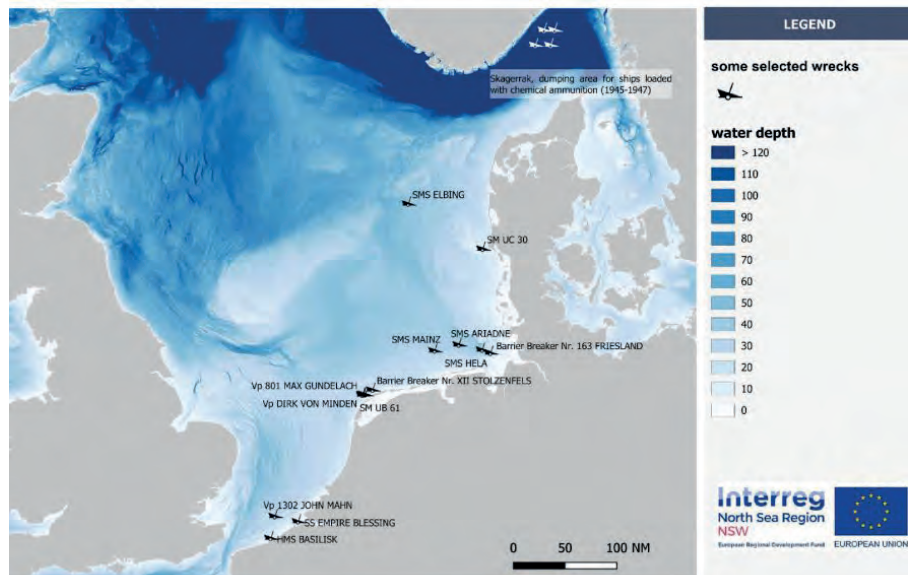 Skagerrak, dumping area for ships loaded
with chemical ammunition (1945-1947)
SMS ELBING
SM UC 30
SMS ARIADNE
SMS MAINZ
Barrier Breaker Nr. 163 FRIESLAND
SMS HELA
Barrier Breaker Nr. XII STOLZENFELS
Vp 801 MAX GUNDELACH
Vp DIRK VON MINDEN
SM UB 61
Vp 1302 JOHN MAHN
SS EMPIRE BLESSING
HMS BASILISK
0 50 100 NM
LEGEND
some selected wrecks
water depth
> 120
110
100
90
80
70
60
50
40
30
20
10
0
Interreg
North Sea Region
NSW
European Regional Development Fund
EUROPEAN UNION